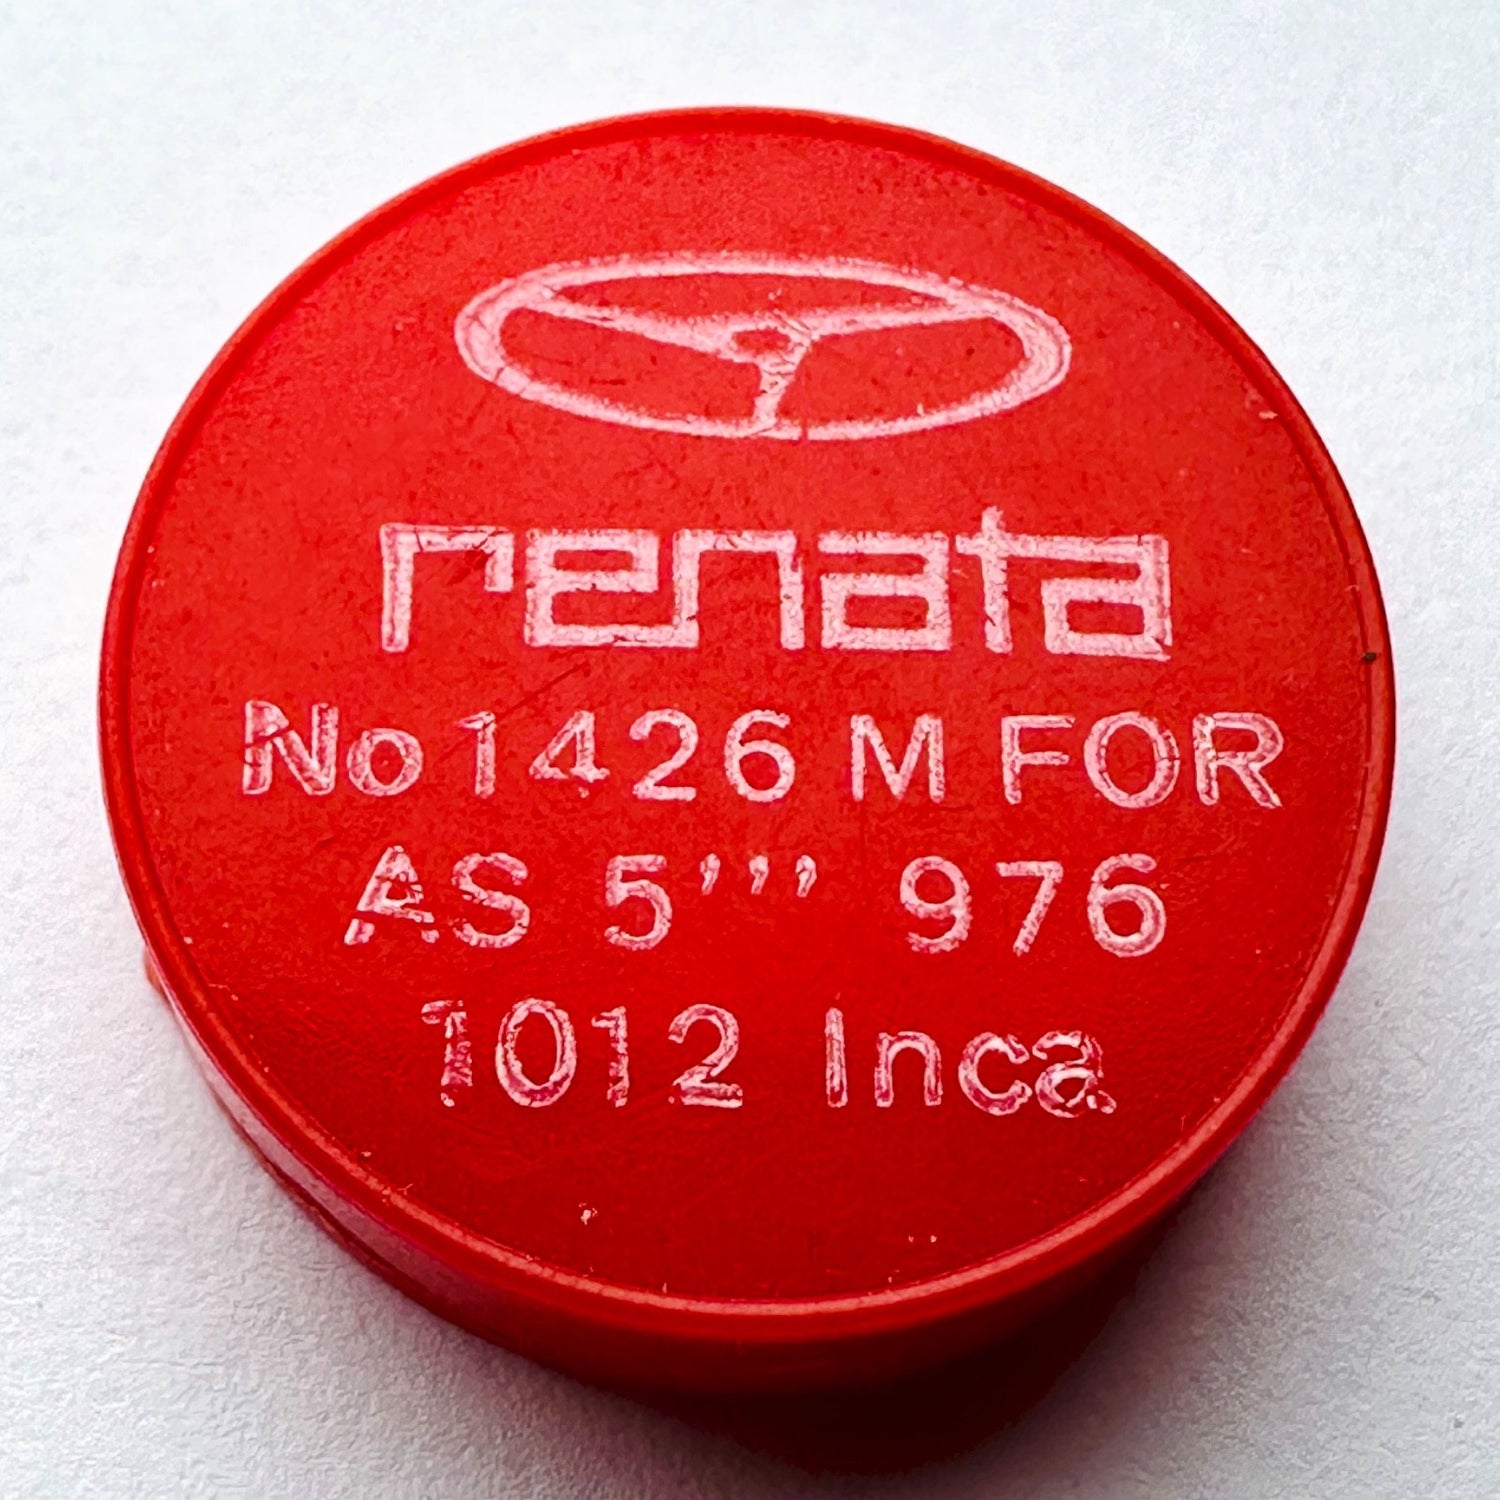 renata
No 1426 M FOR
AS 5''' 976
1012 Inca